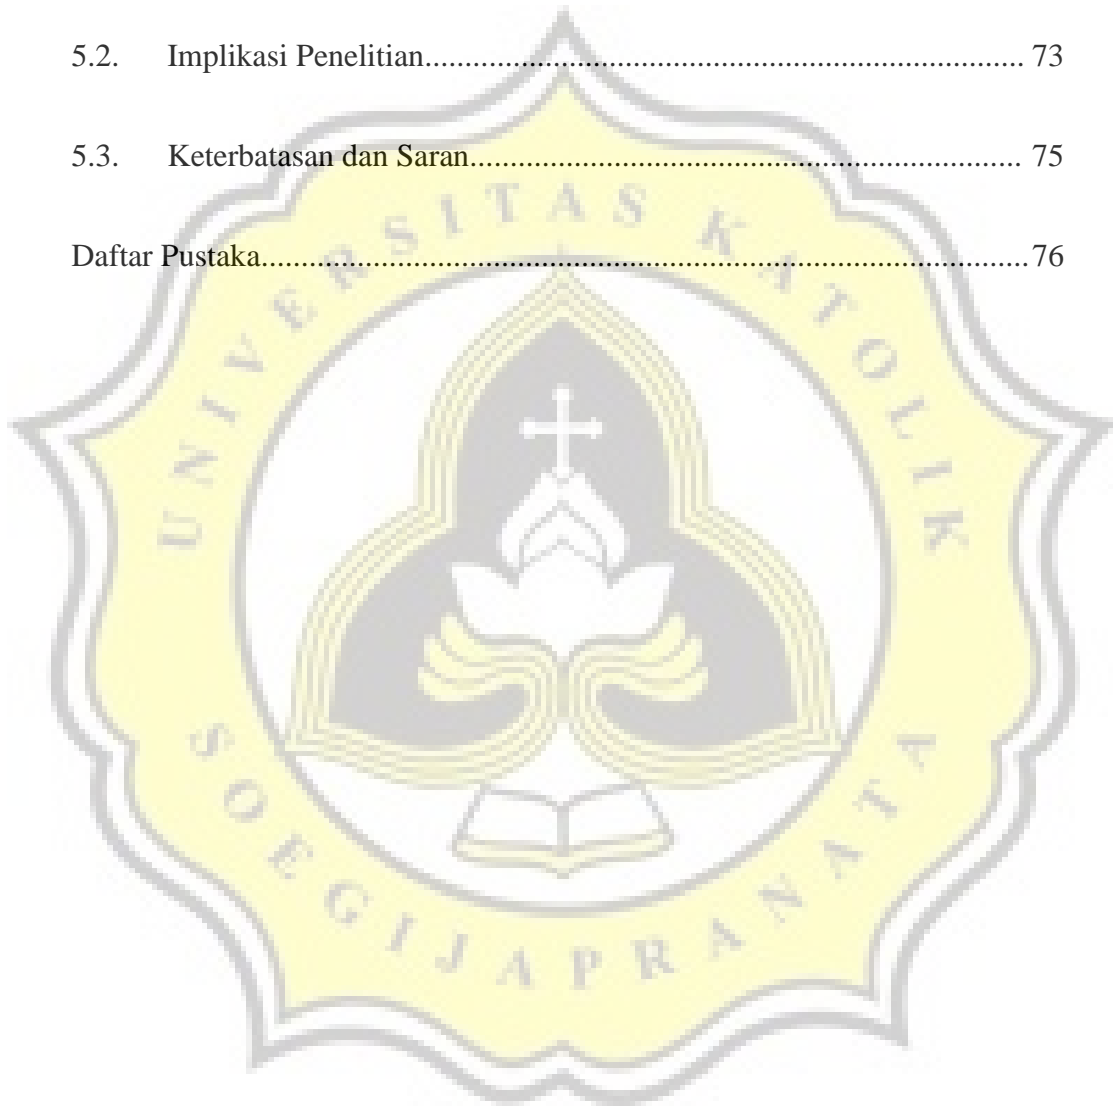 5.2. Implikasi Penelitian............................................................................ 73
5.3. Keterbatasan dan Saran...................................................................... 75
Daftar Pustaka................................................................................................. 76
UNIVERSITAS KATOLIK
SOEGIJAPRANATA